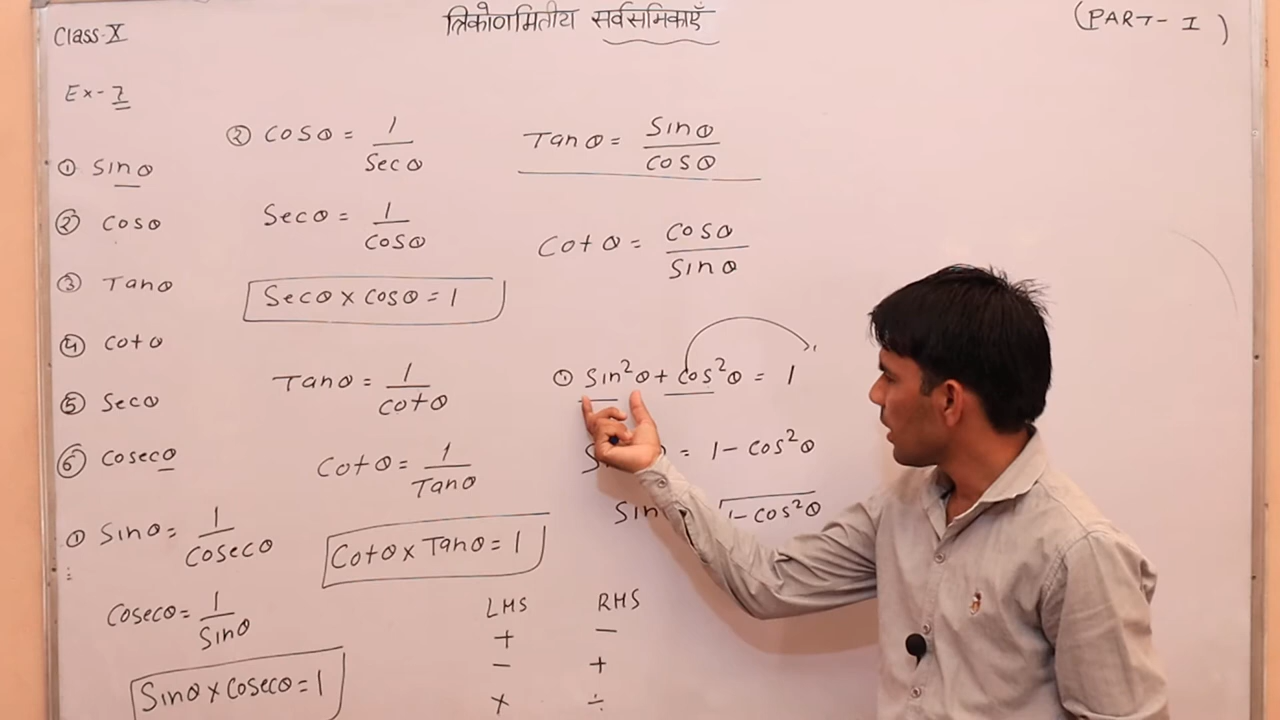 Class-X
त्रिकोणमितीय सर्वसमिकाएँ
(PART-I)
Ex-7
① Sinθ
② Cosθ
③ Tanθ
④ Cotθ
⑤ Secθ
⑥ Cosecθ
① Sinθ = 1/Cosecθ
Cosecθ = 1/Sinθ
Sinθ × Cosecθ = 1
② Cosθ = 1/Secθ
Secθ = 1/Cosθ
Secθ × Cosθ = 1
Tanθ = 1/Cotθ
Cotθ = 1/Tanθ
Cotθ × Tanθ = 1
Tanθ = Sinθ/Cosθ
Cotθ = Cosθ/Sinθ
① Sin²θ + Cos²θ = 1
= 1 - Cos²θ
Sin √1 - Cos²θ
LHS RHS
+ −
− +
× ÷